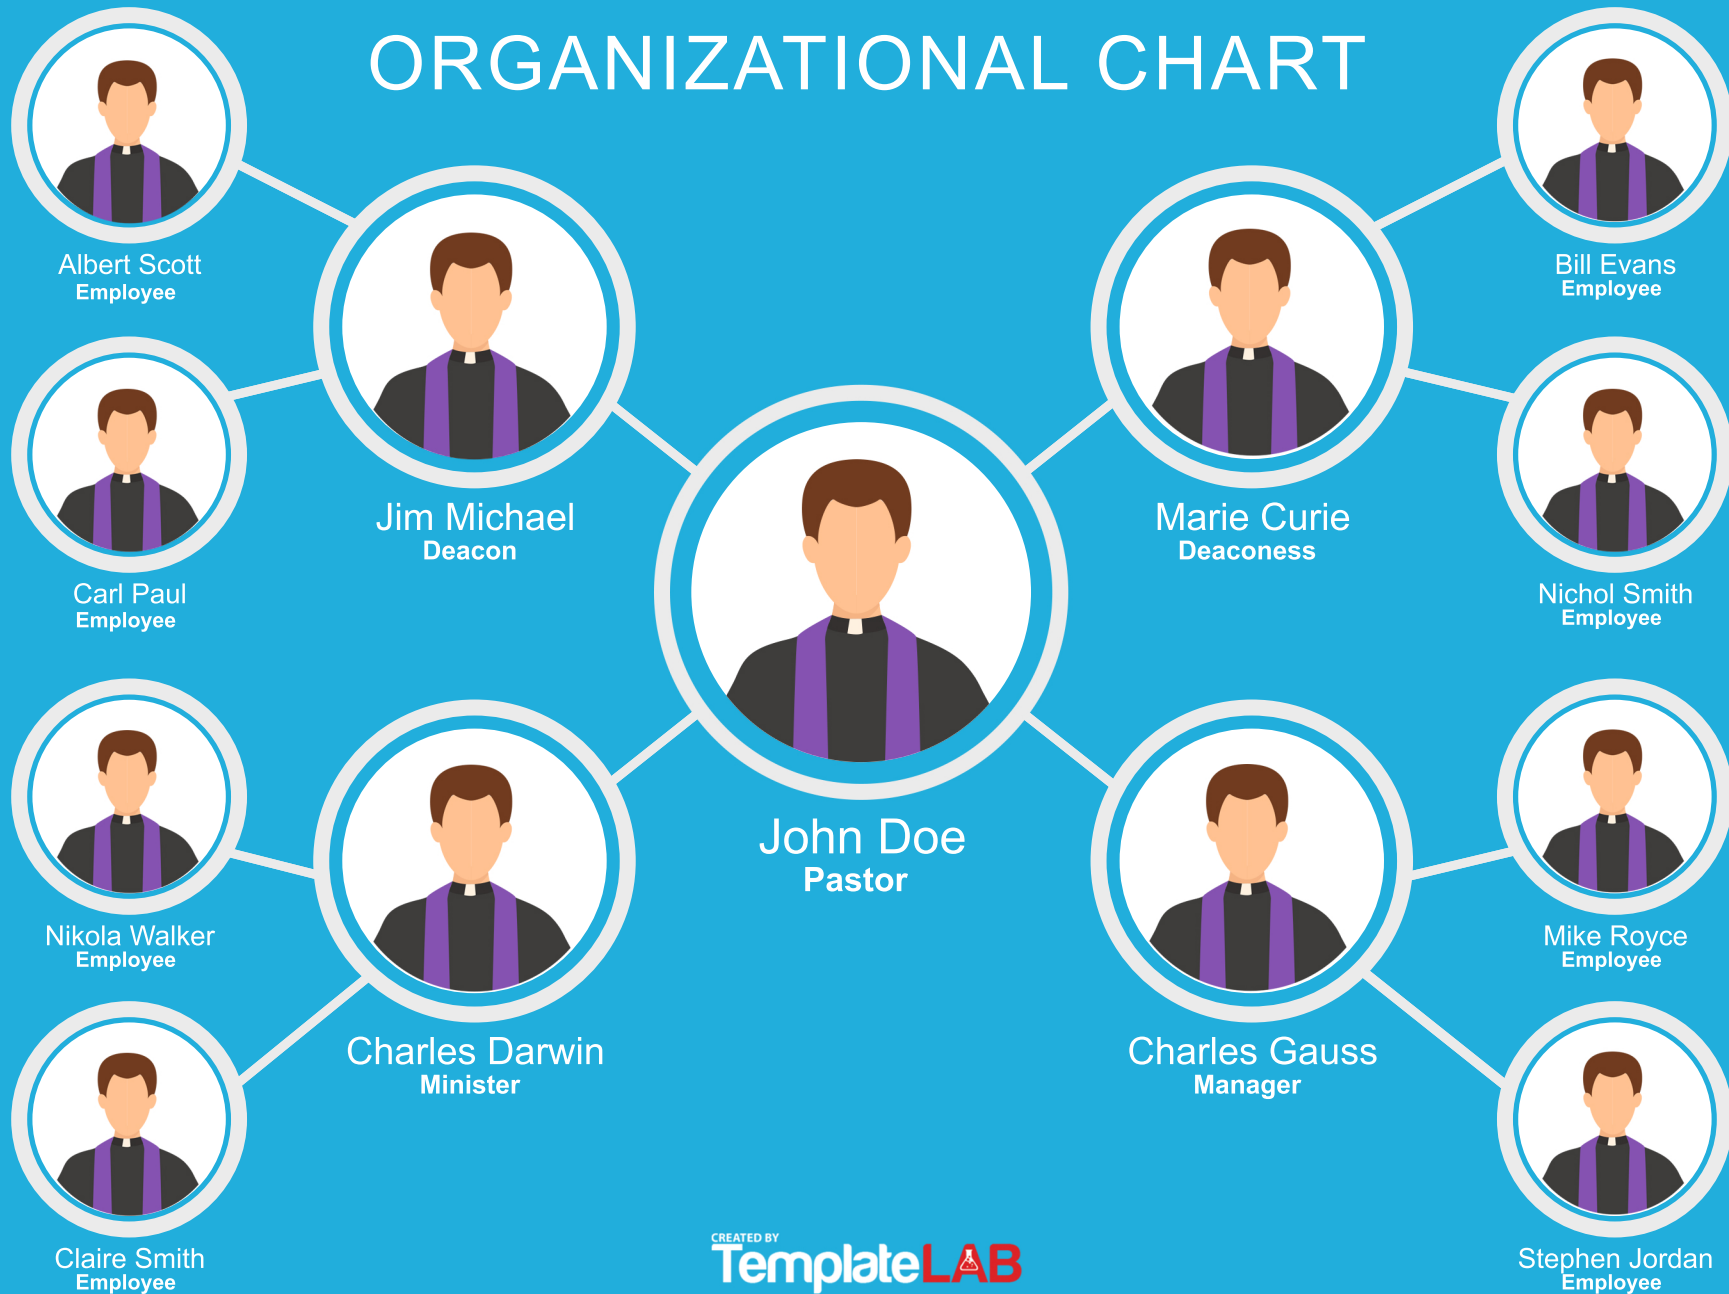 ORGANIZATIONAL CHART
Albert Scott
Employee
Bill Evans
Employee
Jim Michael
Deacon
Marie Curie
Deaconess
Carl Paul
Employee
Nichol Smith
Employee
John Doe
Pastor
Nikola Walker
Employee
Mike Royce
Employee
Charles Darwin
Minister
Charles Gauss
Manager
Claire Smith
Employee
Stephen Jordan
Employee
CREATED BY
TemplateLAB